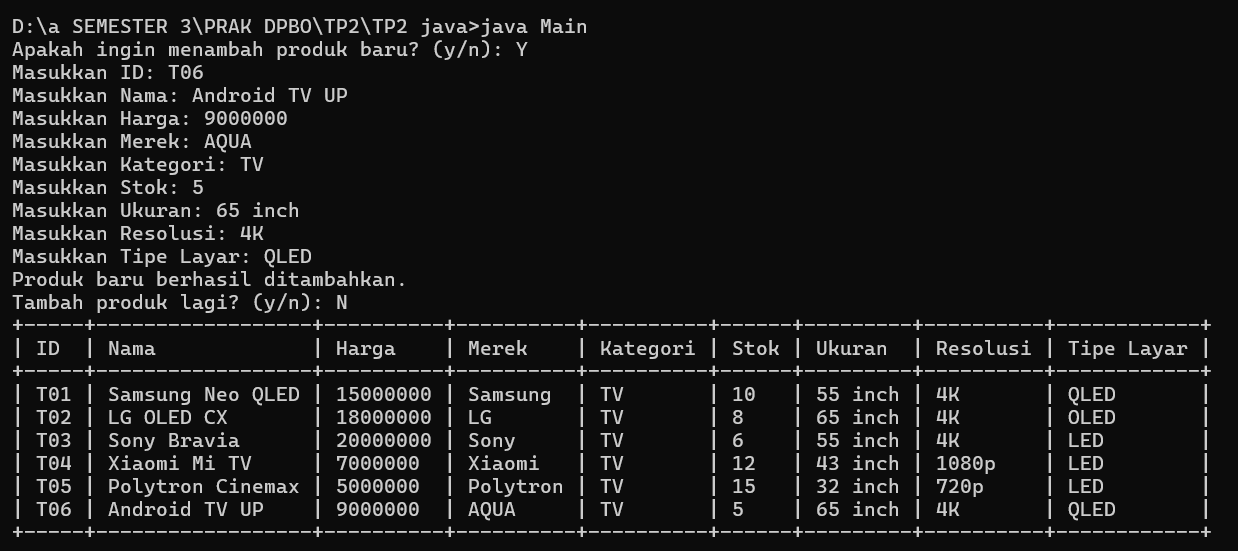 D:\a SEMESTER 3\PRAK DPBO\TP2\TP2 java>java Main
Apakah ingin menambah produk baru? (y/n): Y
Masukkan ID: T06
Masukkan Nama: Android TV UP
Masukkan Harga: 9000000
Masukkan Merek: AQUA
Masukkan Kategori: TV
Masukkan Stok: 5
Masukkan Ukuran: 65 inch
Masukkan Resolusi: 4K
Masukkan Tipe Layar: QLED
Produk baru berhasil ditambahkan.
Tambah produk lagi? (y/n): N
+-----+------------------+----------+----------+----------+------+---------+----------+------------+
| ID  | Nama             | Harga    | Merek    | Kategori | Stok | Ukuran  | Resolusi | Tipe Layar |
+-----+------------------+----------+----------+----------+------+---------+----------+------------+
| T01 | Samsung Neo QLED | 15000000 | Samsung  | TV       | 10   | 55 inch | 4K       | QLED       |
| T02 | LG OLED CX       | 18000000 | LG       | TV       | 8    | 65 inch | 4K       | OLED       |
| T03 | Sony Bravia      | 20000000 | Sony     | TV       | 6    | 55 inch | 4K       | LED        |
| T04 | Xiaomi Mi TV     | 7000000  | Xiaomi   | TV       | 12   | 43 inch | 1080p    | LED        |
| T05 | Polytron Cinemax | 5000000  | Polytron | TV       | 15   | 32 inch | 720p     | LED        |
| T06 | Android TV UP    | 9000000  | AQUA     | TV       | 5    | 65 inch | 4K       | QLED       |
+-----+------------------+----------+----------+----------+------+---------+----------+------------+